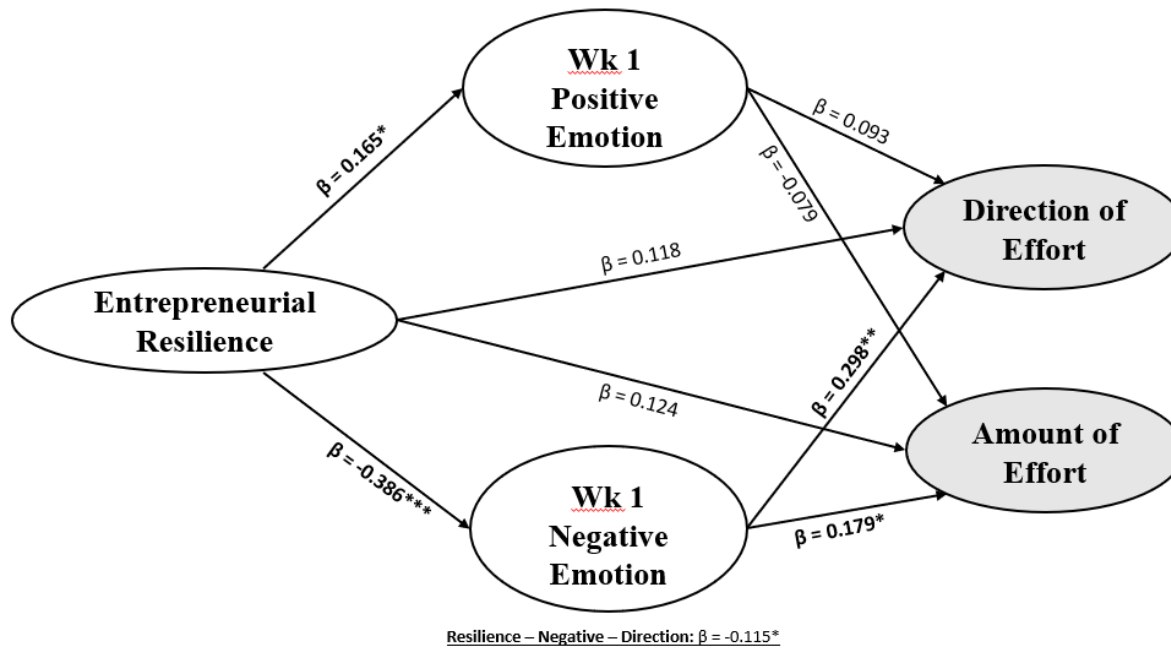 Wk 1
Positive
Emotion
β = 0.093
β = 0.165*
β = -0.079
Direction of
Effort
β = 0.118
Entrepreneurial
Resilience
β = 0.298**
β = 0.124
Amount of
Effort
β = -0.386***
Wk 1
Negative
Emotion
β = 0.179*
Resilience – Negative – Direction: β = -0.115*